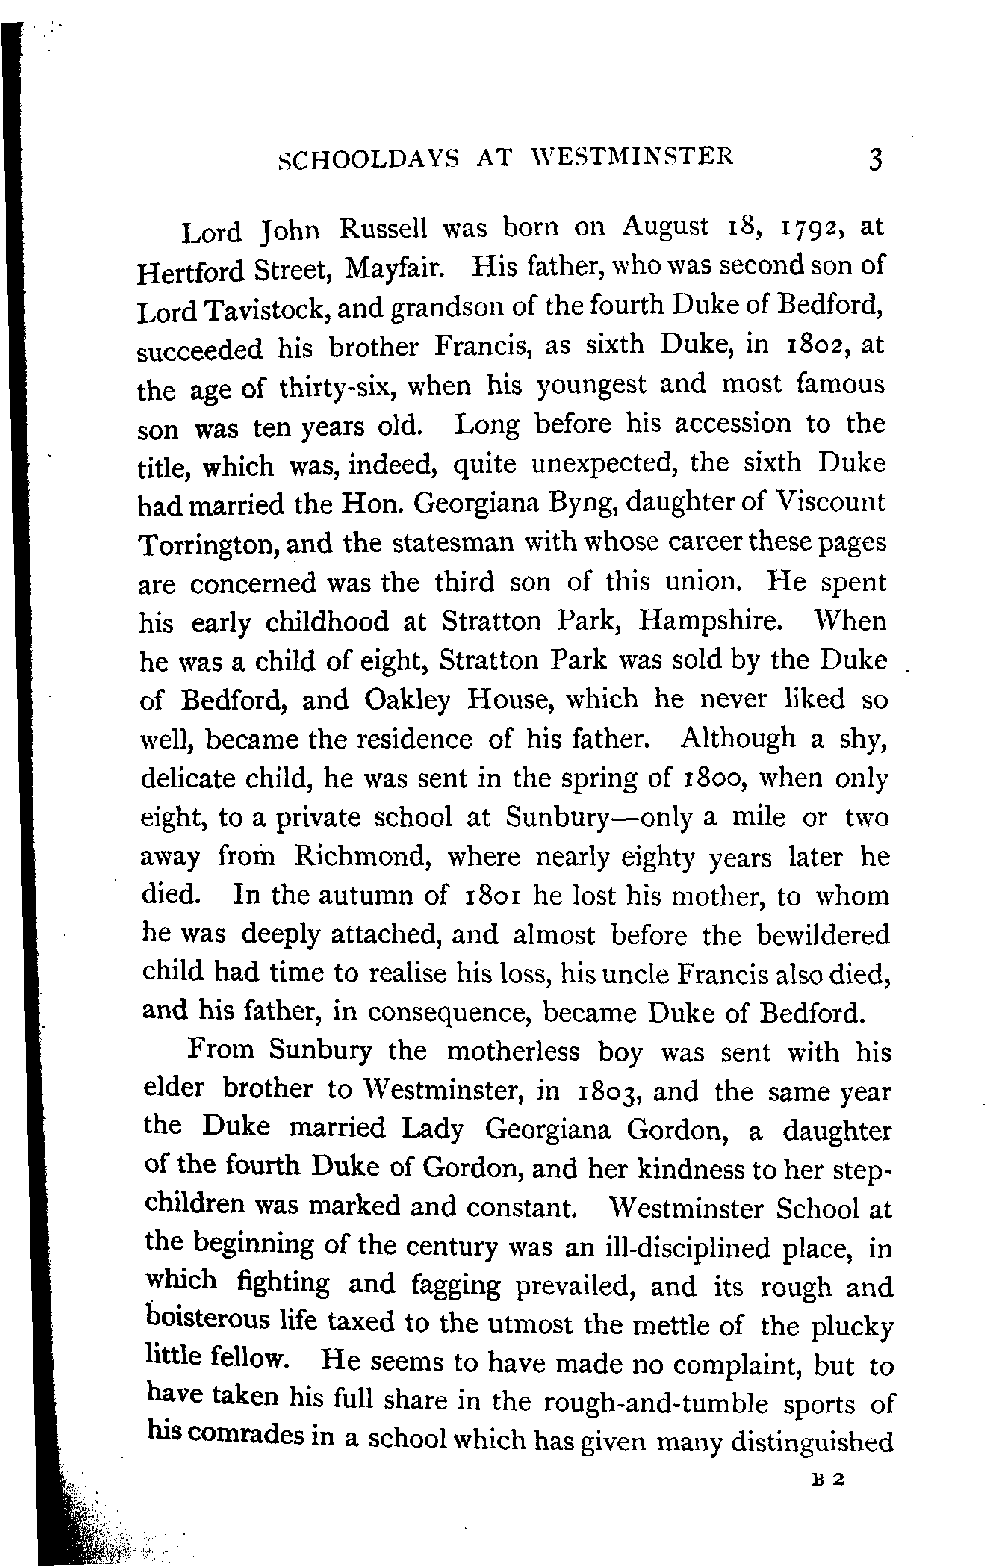 SCHOOLDAYS AT WESTMINSTER 3
Lord John Russell was born on August 18, 1792, at
Hertford Street, Mayfair. His father, who was second son of
Lord Tavistock, and grandson of the fourth Duke of Bedford,
succeeded his brother Francis, as sixth Duke, in 1802, at
the age of thirty-six, when his youngest and most famous
son was ten years old. Long before his accession to the
title, which was, indeed, quite unexpected, the sixth Duke
had married the Hon. Georgiana Byng, daughter of Viscount
Torrington, and the statesman with whose career these pages
are concerned was the third son of this union. He spent
his early childhood at Stratton Park, Hampshire. When
he was a child of eight, Stratton Park was sold by the Duke
of Bedford, and Oakley House, which he never liked so
well, became the residence of his father. Although a shy,
delicate child, he was sent in the spring of 1800, when only
eight, to a private school at Sunbury—only a mile or two
away from Richmond, where nearly eighty years later he
died. In the autumn of 1801 he lost his mother, to whom
he was deeply attached, and almost before the bewildered
child had time to realise his loss, his uncle Francis also died,
and his father, in consequence, became Duke of Bedford.
From Sunbury the motherless boy was sent with his
elder brother to Westminster, in 1803, and the same year
the Duke married Lady Georgiana Gordon, a daughter
of the fourth Duke of Gordon, and her kindness to her step-
children was marked and constant. Westminster School at
the beginning of the century was an ill-disciplined place, in
which fighting and fagging prevailed, and its rough and
boisterous life taxed to the utmost the mettle of the plucky
little fellow. He seems to have made no complaint, but to
have taken his full share in the rough-and-tumble sports of
his comrades in a school which has given many distinguished
B 2